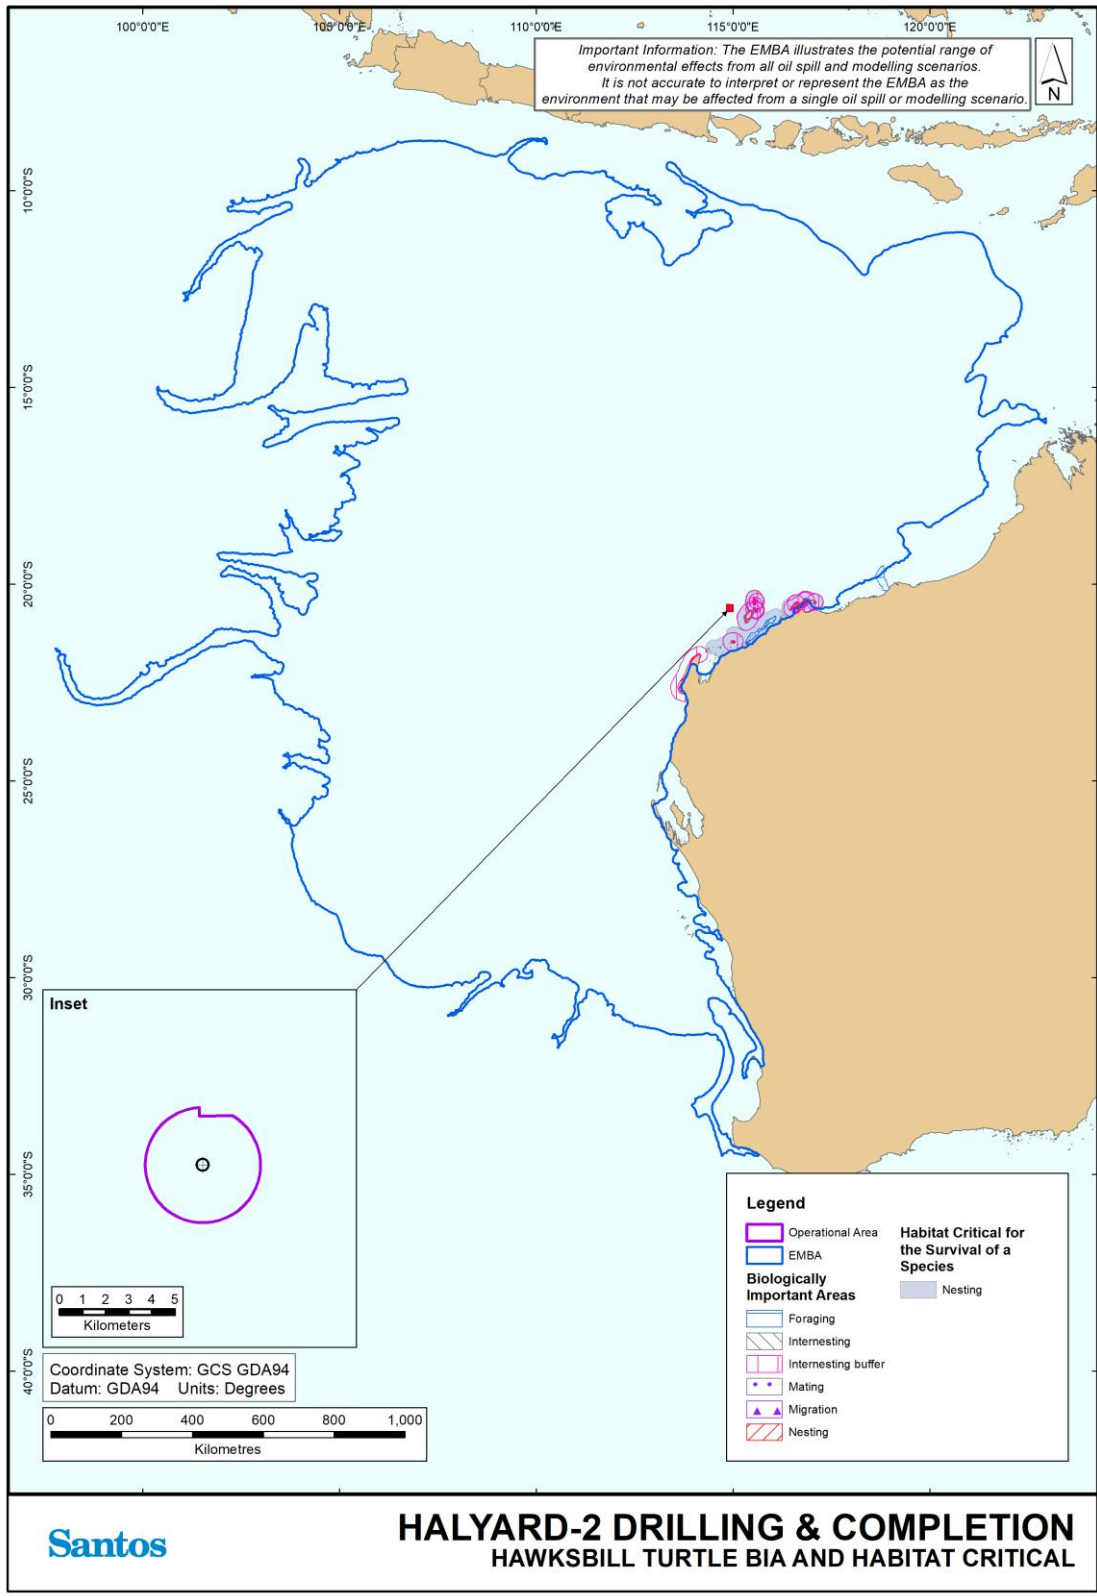 100°0'0"E 105°0'0"E 110°0'0"E 115°0'0"E 120°0'0"E
Important Information: The EMBA illustrates the potential range of
environmental effects from all oil spill and modelling scenarios.
It is not accurate to interpret or represent the EMBA as the
environment that may be affected from a single oil spill or modelling scenario.
N
10°0'0"S
15°0'0"S
20°0'0"S
25°0'0"S
30°0'0"S
35°0'0"S
40°0'0"S
Inset
0 1 2 3 4 5
Kilometers
Coordinate System: GCS GDA94
Datum: GDA94 Units: Degrees
0 200 400 600 800 1,000
Kilometres
Legend
Operational Area
EMBA
Biologically
Important Areas
Foraging
Internesting
Internesting buffer
Mating
Migration
Nesting
Habitat Critical for
the Survival of a
Species
Nesting
Santos
HALYARD-2 DRILLING & COMPLETION
HAWKSBILL TURTLE BIA AND HABITAT CRITICAL